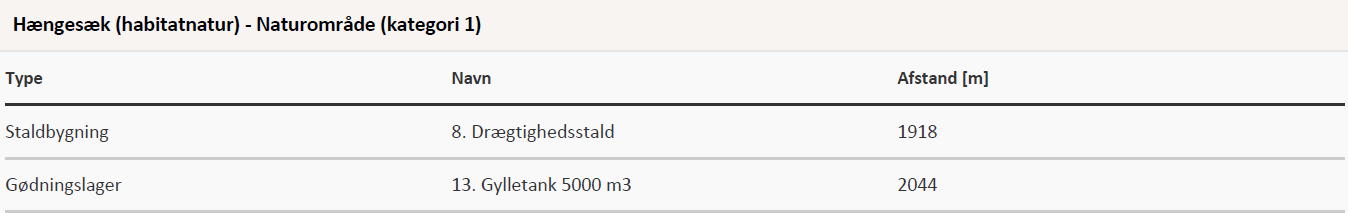 Hængesæk (habitatnatur) - Naturområde (kategori 1)
Type Navn Afstand [m]
Staldbygning 8. Drægtighedsstald 1918
Gødningslager 13. Gylletank 5000 m3 2044